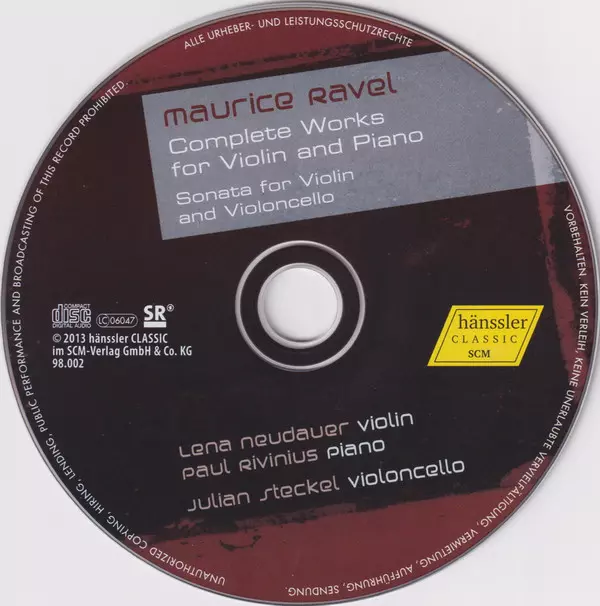 ALLE URHEBER- UND LEISTUNGSSCHUTZRECHTE
VORBEHALTEN. KEIN VERLEIH, KEINE UNERLAUBTE VERVIELFÄLTIGUNG, VERMIETUNG, AUFFÜHRUNG, SENDUNG.
UNAUTHORIZED COPYING, HIRING, LENDING, PUBLIC PERFORMANCE AND BROADCASTING OF THIS RECORD PROHIBITED.
maurice Ravel
Complete Works
for Violin and Piano
Sonata for Violin
and Violoncello
COMPACT
disc
DIGITAL AUDIO
LC 06047
SR®
© 2013 hänssler CLASSIC
im SCM-Verlag GmbH & Co. KG
98.002
hänssler
CLASSIC
SCM
Lena Neudauer violin
Paul Rivinius piano
Julian Steckel violoncello